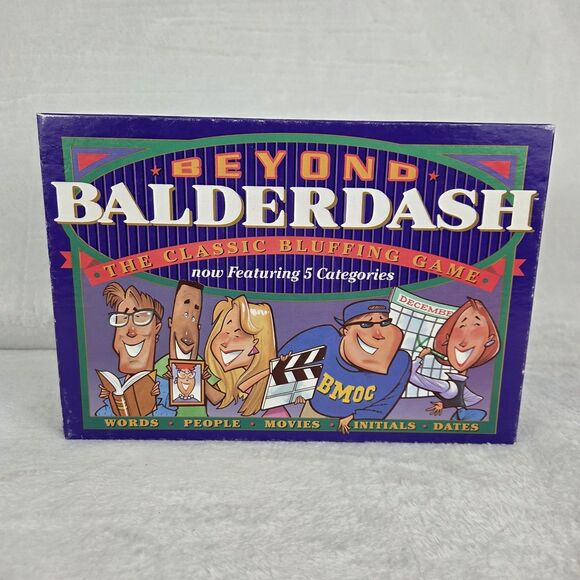 BEYOND
BALDERDASH
• THE CLASSIC BLUFFING GAME •
now Featuring 5 Categories
DECEMBER
BMOC
WORDS • PEOPLE • MOVIES • INITIALS • DATES